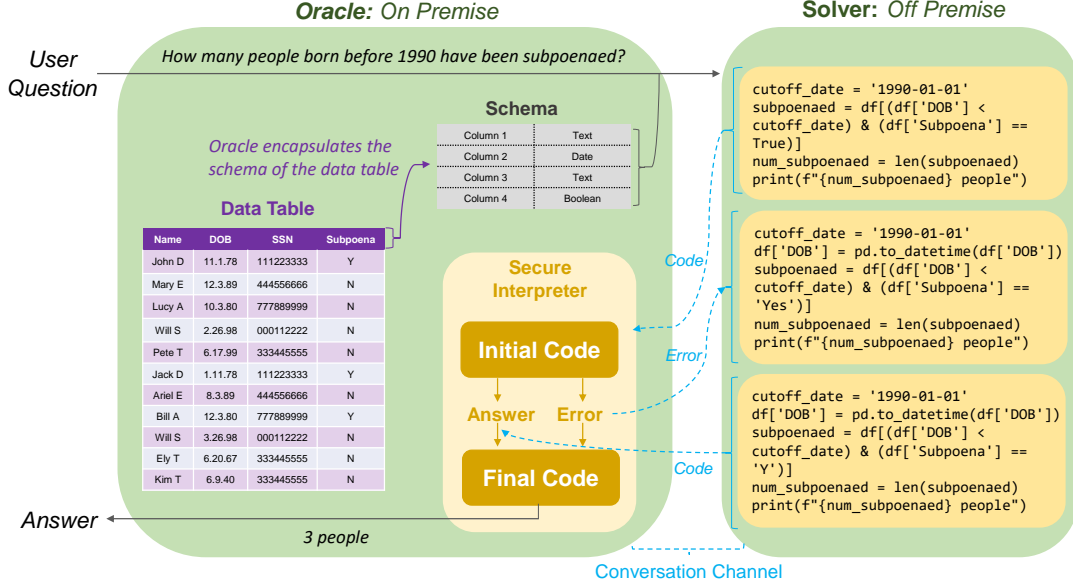 Oracle: On Premise
Solver: Off Premise
User
Question
How many people born before 1990 have been subpoenaed?
Schema
Column 1 Text
Column 2 Date
Column 3 Text
Column 4 Boolean
Oracle encapsulates the
schema of the data table
Data Table
Name DOB SSN Subpoena
John D 11.1.78 111223333 Y
Mary E 12.3.89 444556666 N
Lucy A 10.3.80 777889999 N
Will S 2.26.98 000112222 N
Pete T 6.17.99 333445555 N
Jack D 1.11.78 111223333 Y
Ariel E 8.3.89 444556666 N
Bill A 12.3.80 777889999 Y
Will S 3.26.98 000112222 N
Ely T 6.20.67 333445555 N
Kim T 6.9.40 333445555 N
Secure
Interpreter
Initial Code
Answer Error
Final Code
Code
Error
Code
cutoff_date = '1990-01-01'
subpoenaed = df[(df['DOB'] <
cutoff_date) & (df['Subpoena'] ==
True)]
num_subpoenaed = len(subpoenaed)
print(f"{num_subpoenaed} people")
cutoff_date = '1990-01-01'
df['DOB'] = pd.to_datetime(df['DOB'])
subpoenaed = df[(df['DOB'] <
cutoff_date) & (df['Subpoena'] ==
'Yes')]
num_subpoenaed = len(subpoenaed)
print(f"{num_subpoenaed} people")
cutoff_date = '1990-01-01'
df['DOB'] = pd.to_datetime(df['DOB'])
subpoenaed = df[(df['DOB'] <
cutoff_date) & (df['Subpoena'] ==
'Y')]
num_subpoenaed = len(subpoenaed)
print(f"{num_subpoenaed} people")
Answer
3 people
Conversation Channel